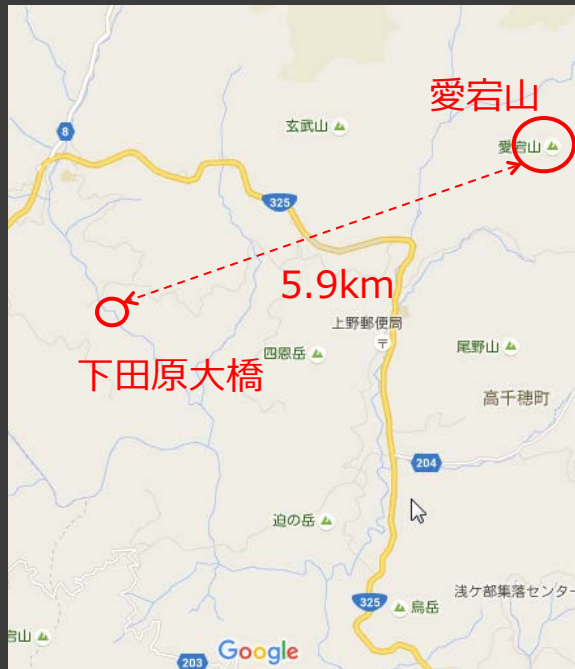 愛宕山
玄武山
愛宕山
8
325
5.9km
上野郵便局
〒
四恩岳
尾野山
下田原大橋
高千穂町
204
迫の岳
浅ケ部集落センター
325
烏岳
宕山
Google
203